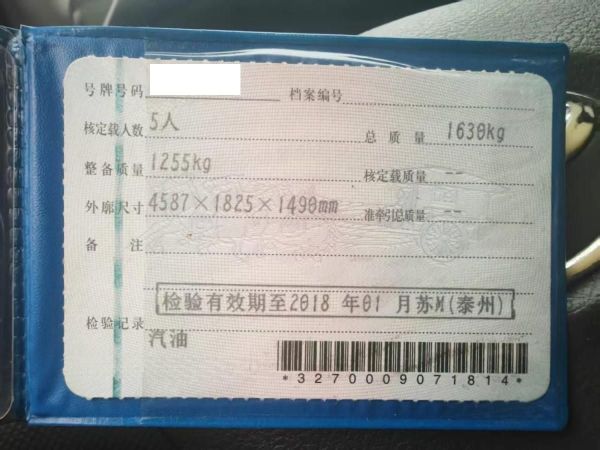 号牌号码 档案编号
核定载人数 5人 总质量 1630kg
整备质量 1255kg 核定载质量 --
外廓尺寸 4587×1825×1490mm 准牵引总质量 --
备注
检验有效期至2018年01月苏M(泰州)
检验记录
汽油
*3270009071814*